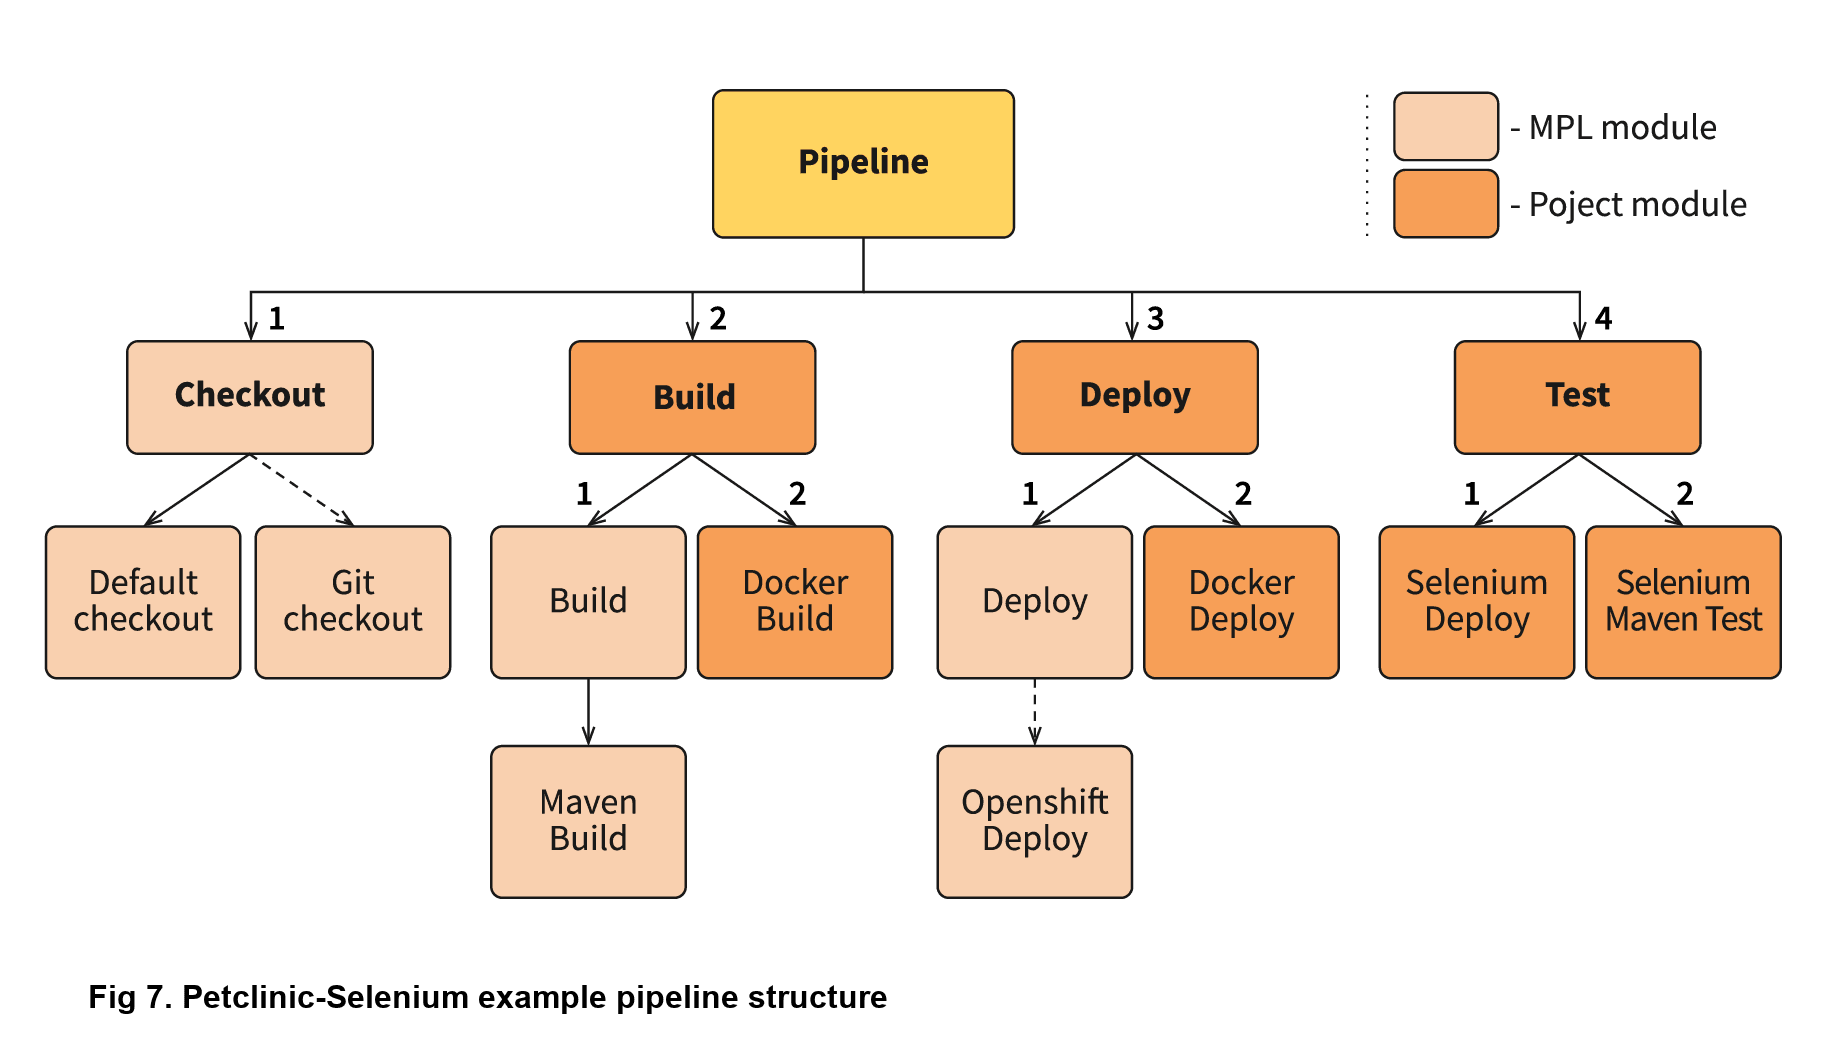 Pipeline
- MPL module
- Poject module
1
2
3
4
Checkout
Build
Deploy
Test
1
2
1
2
1
2
Default
checkout
Git
checkout
Build
Docker
Build
Deploy
Docker
Deploy
Selenium
Deploy
Selenium
Maven Test
Maven
Build
Openshift
Deploy
Fig 7. Petclinic-Selenium example pipeline structure